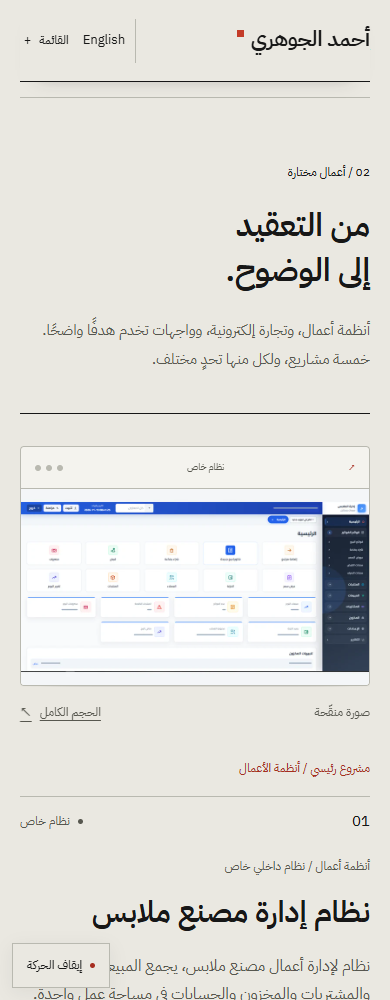 أحمد الجوهري
English
القائمة +
02 / أعمال مختارة
من التعقيد
إلى الوضوح.
أنظمة أعمال، وتجارة إلكترونية، وواجهات تخدم هدفًا واضحًا.
خمسة مشاريع، ولكل منها تحدٍ مختلف.
نظام خاص
↗
الرئيسية
صورة منقّحة
الحجم الكامل ↖
مشروع رئيسي / أنظمة الأعمال
01
نظام خاص
أنظمة أعمال / نظام داخلي خاص
نظام إدارة مصنع ملابس
نظام لإدارة أعمال مصنع ملابس، يجمع
والمشتريات والمخزون والحسابات في مساحة عمل واحدة.
إيقاف الحركة